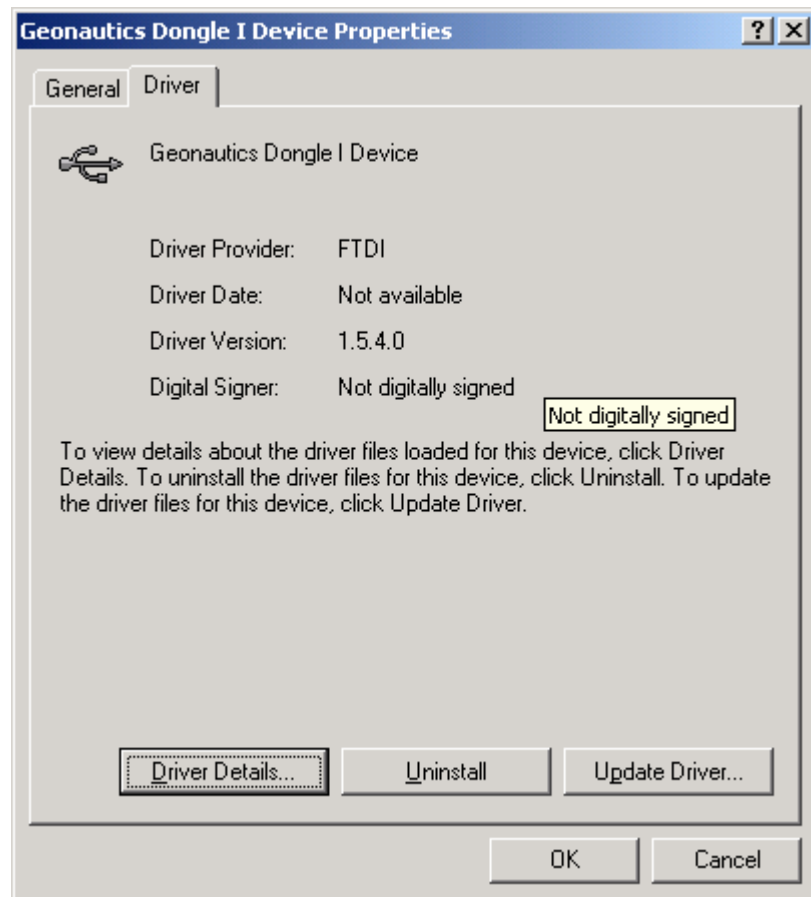 Geonautics Dongle I Device Properties
General
Driver
Geonautics Dongle I Device
Driver Provider: FTDI
Driver Date: Not available
Driver Version: 1.5.4.0
Digital Signer: Not digitally signed
Not digitally signed
To view details about the driver files loaded for this device, click Driver
Details. To uninstall the driver files for this device, click Uninstall. To update
the driver files for this device, click Update Driver.
Driver Details...
Uninstall
Update Driver...
OK
Cancel